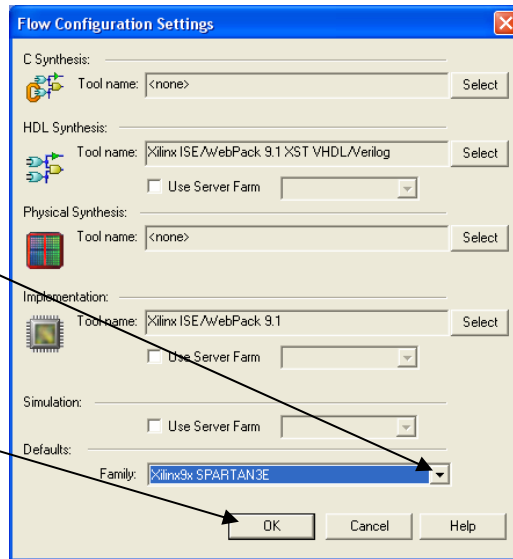 Flow Configuration Settings
C Synthesis:
Tool name: <none> Select
HDL Synthesis:
Tool name: Xilinx ISE/WebPack 9.1 XST VHDL/Verilog Select
Use Server Farm
Physical Synthesis:
Tool name: <none> Select
Implementation:
Tool name: Xilinx ISE/WebPack 9.1 Select
Use Server Farm
Simulation:
Use Server Farm
Defaults:
Family: Xilinx9x SPARTAN3E
OK Cancel Help